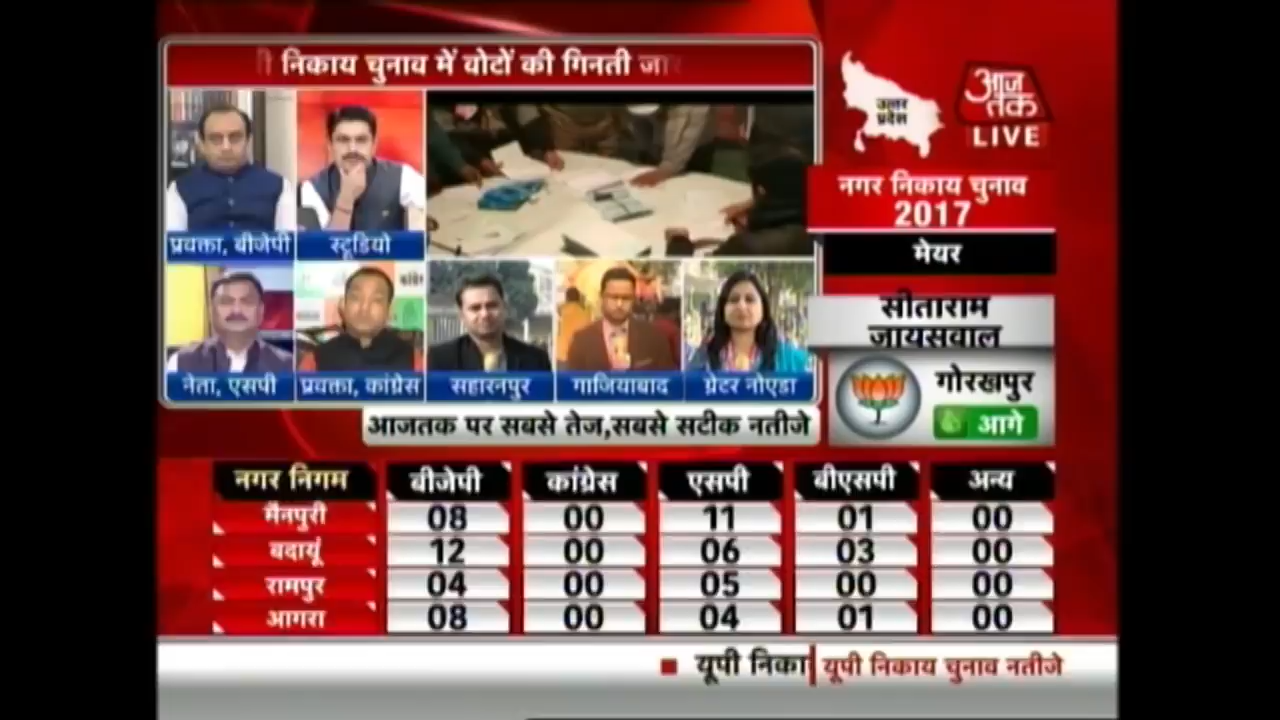 निकाय चुनाव में वोटों की गिनती
उत्तर
प्रदेश
आज
तक
LIVE
नगर निकाय चुनाव
2017
मेयर
सीताराम
जायसवाल
गोरखपुर
आगे
प्रवक्ता, बीजेपी
स्टूडियो
नेता, एसपी
प्रवक्ता, कांग्रेस
सहारनपुर
गाजियाबाद
ग्रेटर नोएडा
आजतक पर सबसे तेज,सबसे सटीक नतीजे
नगर निगम बीजेपी कांग्रेस एसपी बीएसपी अन्य
मैनपुरी 08 00 11 01 00
बदायूं 12 00 06 03 00
रामपुर 04 00 05 00 00
आगरा 08 00 04 01 00
यूपी निका यूपी निकाय चुनाव नतीजे